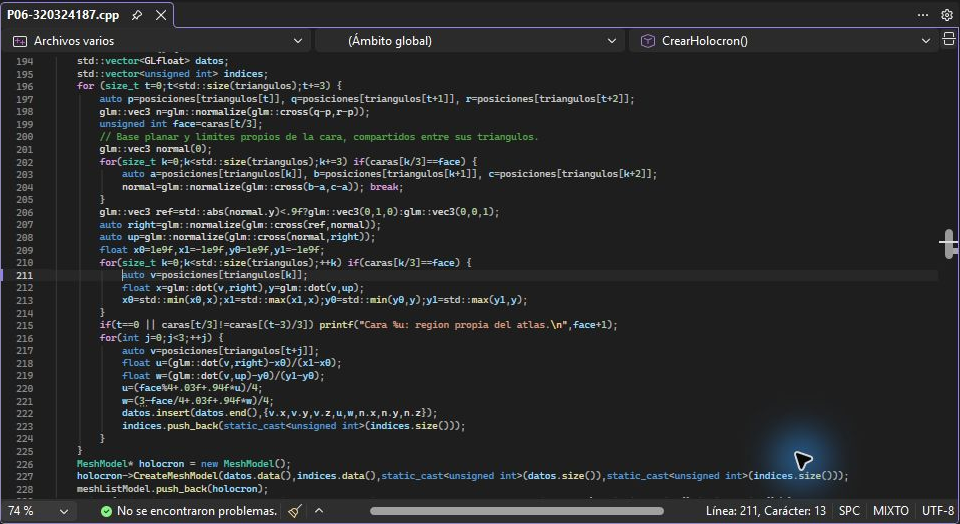 P06-320324187.cpp
Archivos varios (Ámbito global) CrearHolocron()
194 std::vector<GLfloat> datos;
195 std::vector<unsigned int> indices;
196 for (size_t t=0;t<std::size(triangulos);t+=3) {
197 auto p=posiciones[triangulos[t]], q=posiciones[triangulos[t+1]], r=posiciones[triangulos[t+2]];
198 glm::vec3 n=glm::normalize(glm::cross(q-p,r-p));
199 unsigned int face=caras[t/3];
200 // Base planar y limites propios de la cara, compartidos entre sus triangulos.
201 glm::vec3 normal(0);
202 for(size_t k=0;k<std::size(triangulos);k+=3) if(caras[k/3]==face) {
203 auto a=posiciones[triangulos[k]], b=posiciones[triangulos[k+1]], c=posiciones[triangulos[k+2]];
204 normal=glm::normalize(glm::cross(b-a,c-a)); break;
205 }
206 glm::vec3 ref=std::abs(normal.y)<.9f?glm::vec3(0,1,0):glm::vec3(0,0,1);
207 auto right=glm::normalize(glm::cross(ref,normal));
208 auto up=glm::normalize(glm::cross(normal,right));
209 float x0=1e9f,x1=-1e9f,y0=1e9f,y1=-1e9f;
210 for(size_t k=0;k<std::size(triangulos);++k) if(caras[k/3]==face) {
211 auto v=posiciones[triangulos[k]];
212 float x=glm::dot(v,right),y=glm::dot(v,up);
213 x0=std::min(x0,x);x1=std::max(x1,x);y0=std::min(y0,y);y1=std::max(y1,y);
214 }
215 if(t==0 || caras[t/3]!=caras[(t-3)/3]) printf("Cara %u: region propia del atlas.\n",face+1);
216 for(int j=0;j<3;++j) {
217 auto v=posiciones[triangulos[t+j]];
218 float u=(glm::dot(v,right)-x0)/(x1-x0);
219 float w=(glm::dot(v,up)-y0)/(y1-y0);
220 u=(face%4+.03f+.94f*u)/4;
221 w=(3-face/4+.03f+.94f*w)/4;
222 datos.insert(datos.end(),{v.x,v.y,v.z,u,w,n.x,n.y,n.z});
223 indices.push_back(static_cast<unsigned int>(indices.size()));
224 }
225 }
226 MeshModel* holocron = new MeshModel();
227 holocron->CreateMeshModel(datos.data(),indices.data(),static_cast<unsigned int>(datos.size()),static_cast<unsigned int>(indices.size()));
228 meshListModel.push_back(holocron);
74 % No se encontraron problemas. Línea: 211, Carácter: 13 SPC MIXTO UTF-8